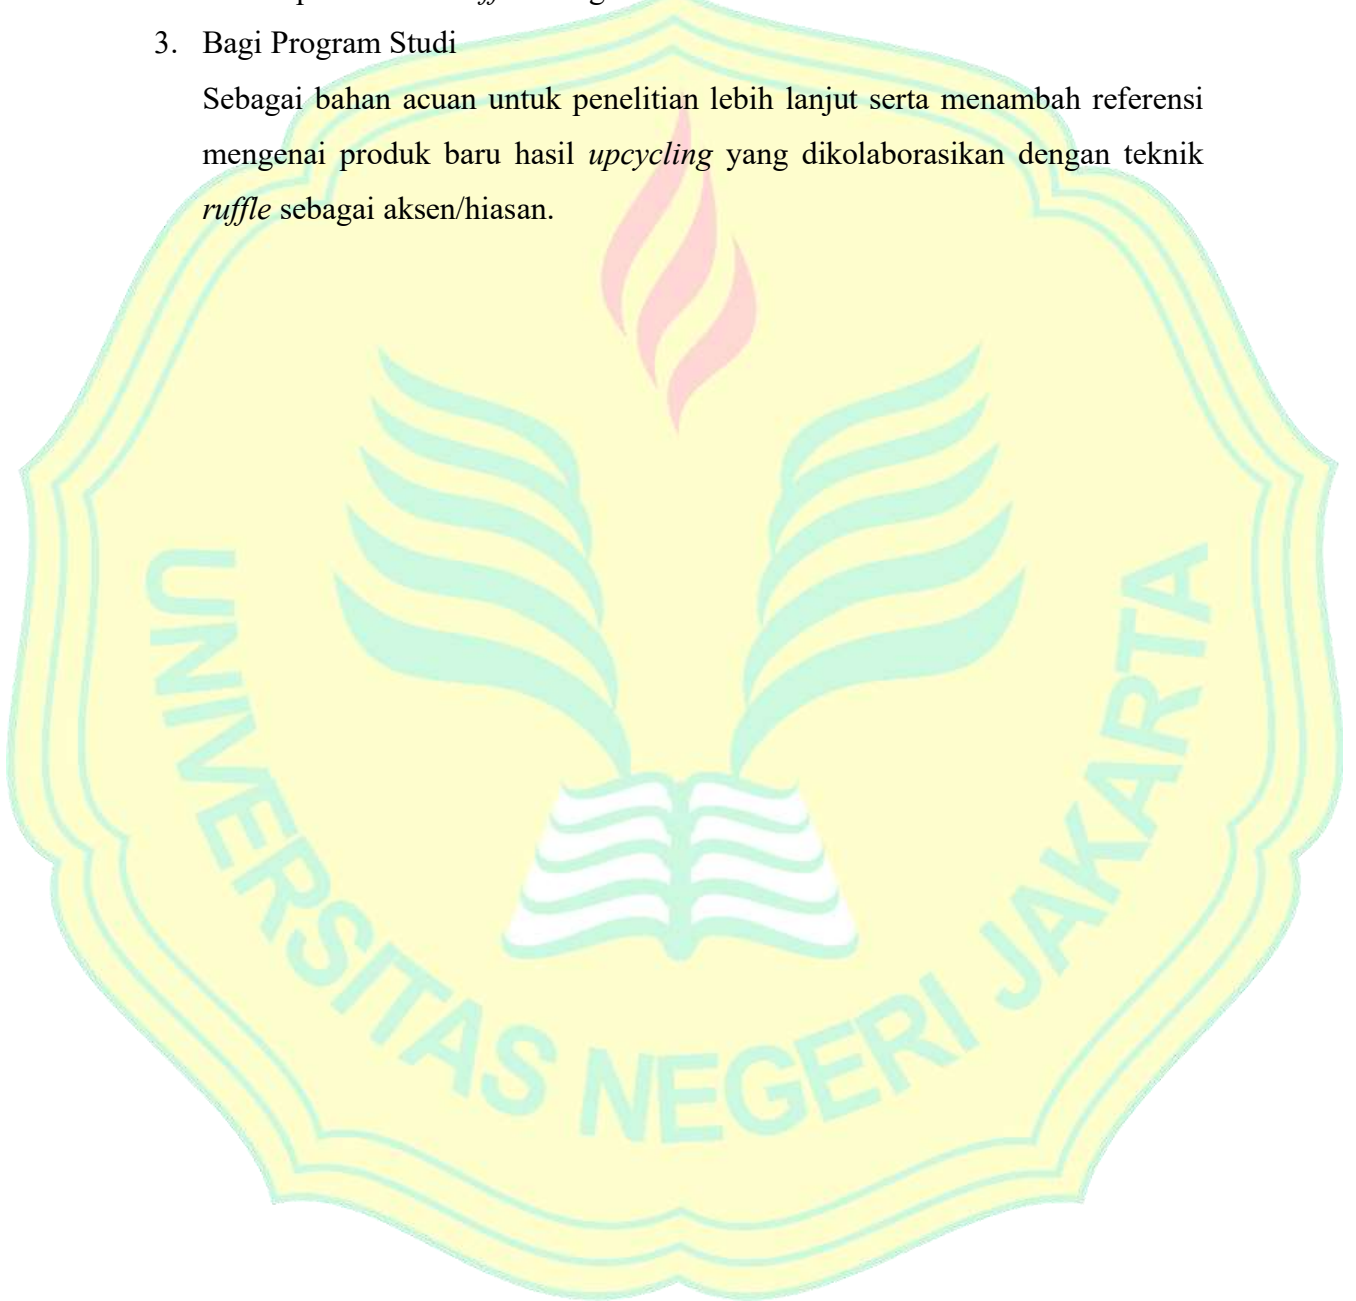 3. Bagi Program Studi
Sebagai bahan acuan untuk penelitian lebih lanjut serta menambah referensi
mengenai produk baru hasil upcycling yang dikolaborasikan dengan teknik
ruffle sebagai aksen/hiasan.
UNIVERSITAS NEGERI JAKARTA